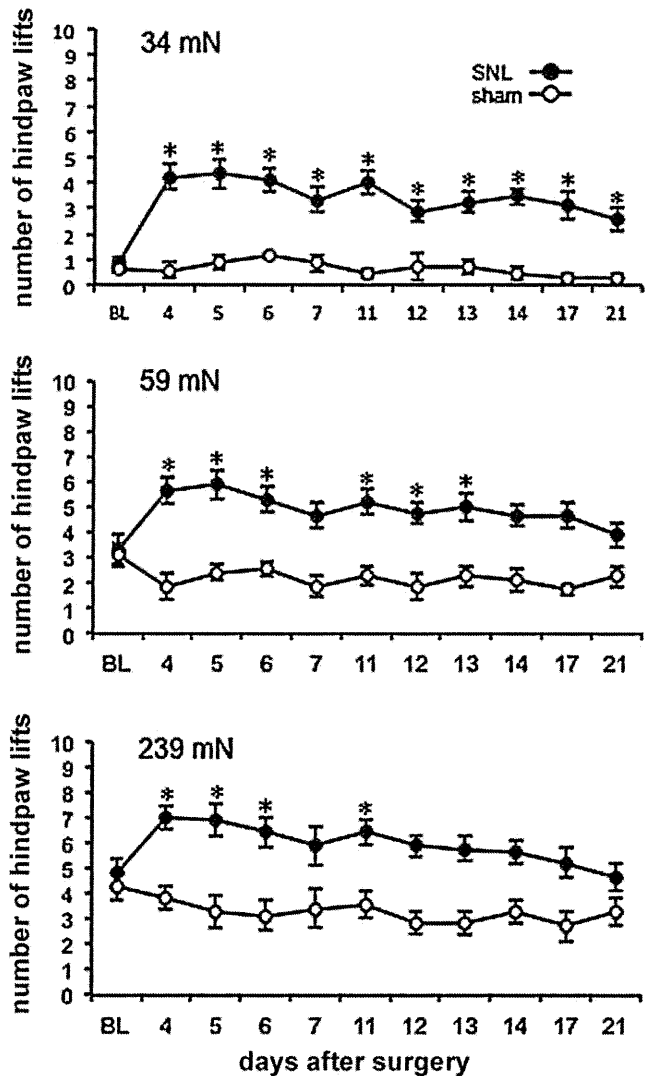 34 mN
SNL
sham
number of hindpaw lifts
10
9
8
7
6
5
4
3
2
1
0
* * * * * * * * * *
BL 4 5 6 7 11 12 13 14 17 21
59 mN
number of hindpaw lifts
10
9
8
7
6
5
4
3
2
1
0
* * * * * *
BL 4 5 6 7 11 12 13 14 17 21
239 mN
number of hindpaw lifts
10
9
8
7
6
5
4
3
2
1
0
* * * *
BL 4 5 6 7 11 12 13 14 17 21
days after surgery